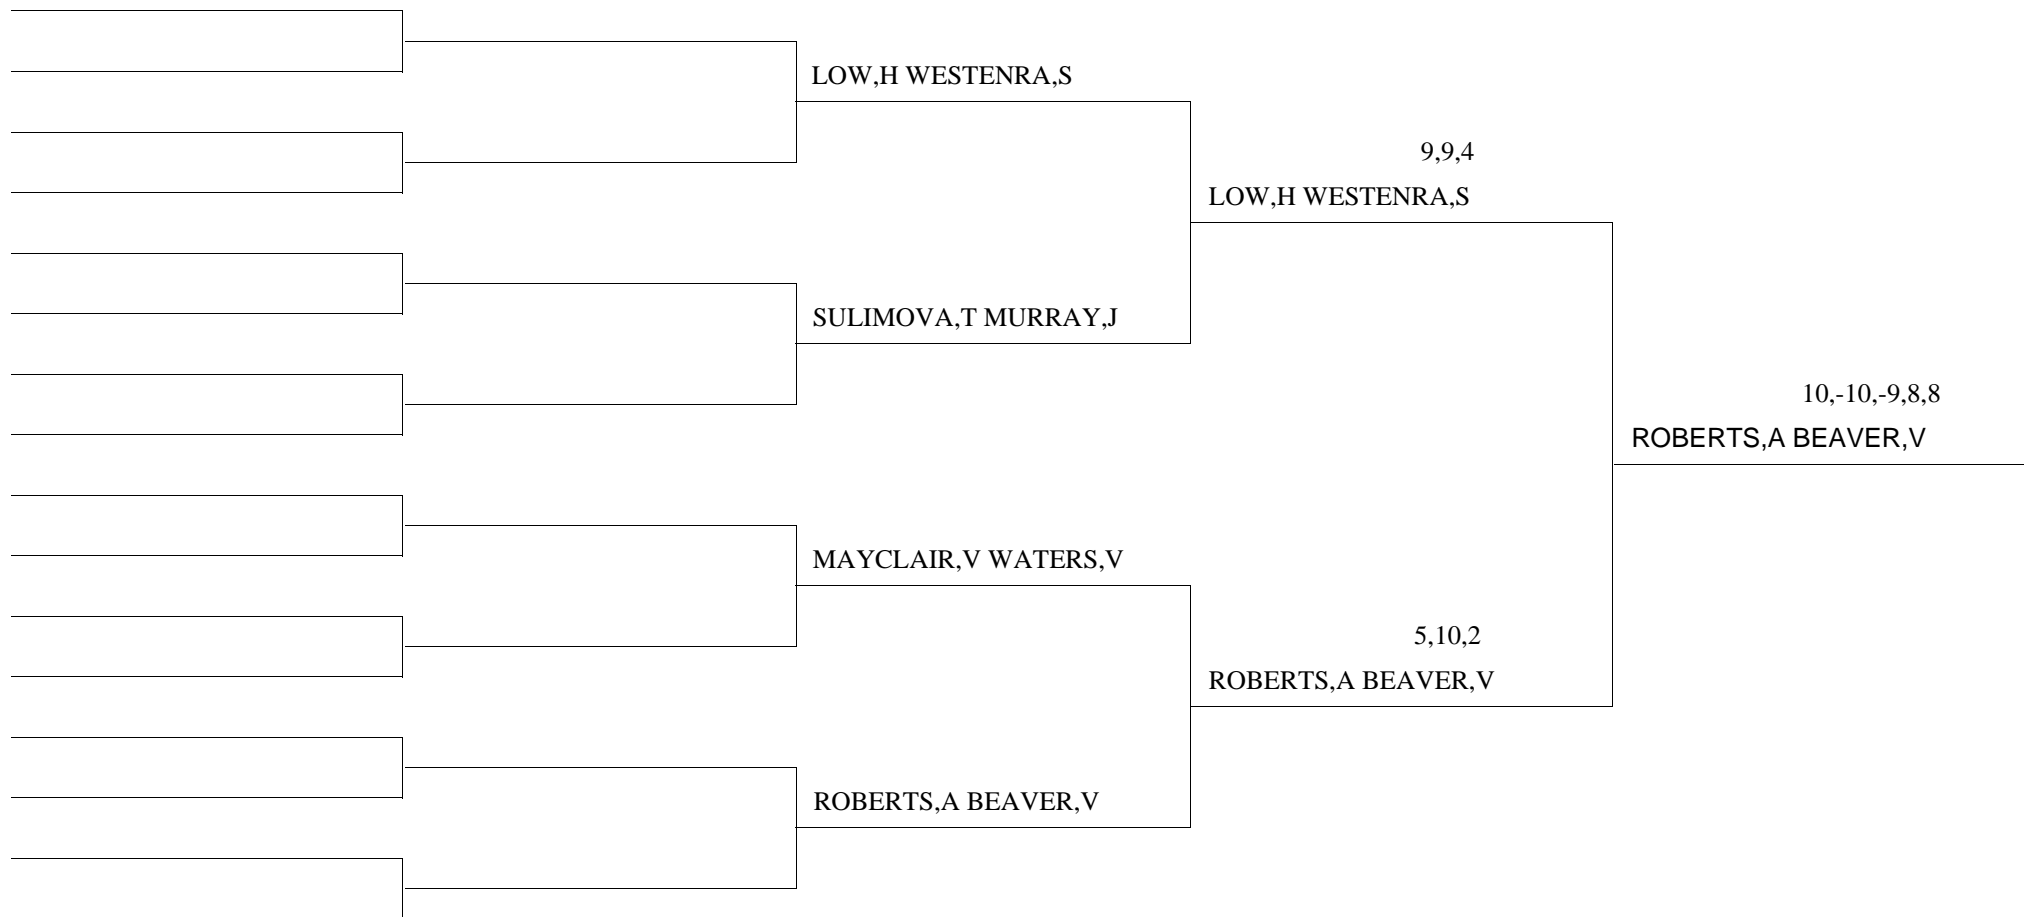 LOW,H WESTENRA,S
9,9,4
LOW,H WESTENRA,S
SULIMOVA,T MURRAY,J
10,-10,-9,8,8
ROBERTS,A BEAVER,V
MAYCLAIR,V WATERS,V
5,10,2
ROBERTS,A BEAVER,V
ROBERTS,A BEAVER,V